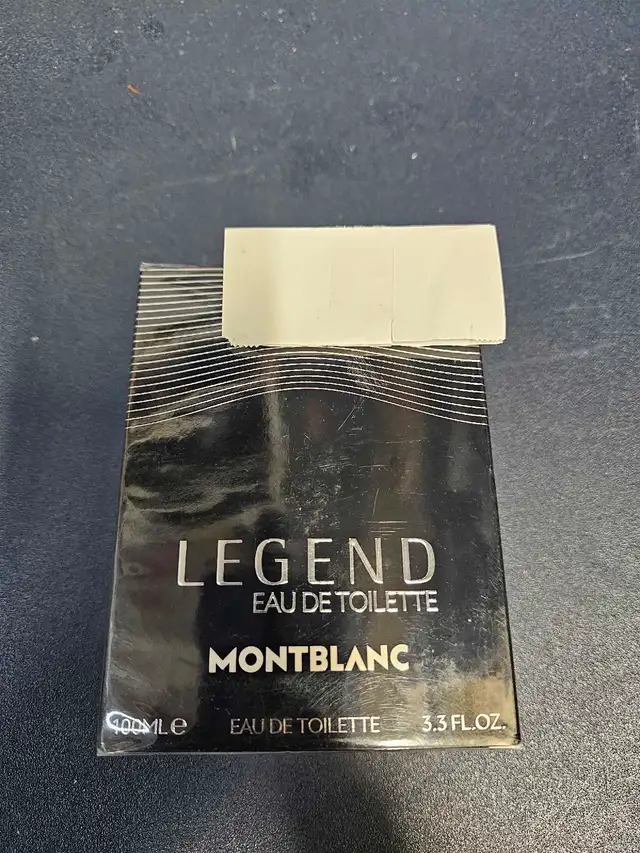 LEGEND
EAU DE TOILETTE
MONTBLANC
100ML e EAU DE TOILETTE 3.3 FL.OZ.